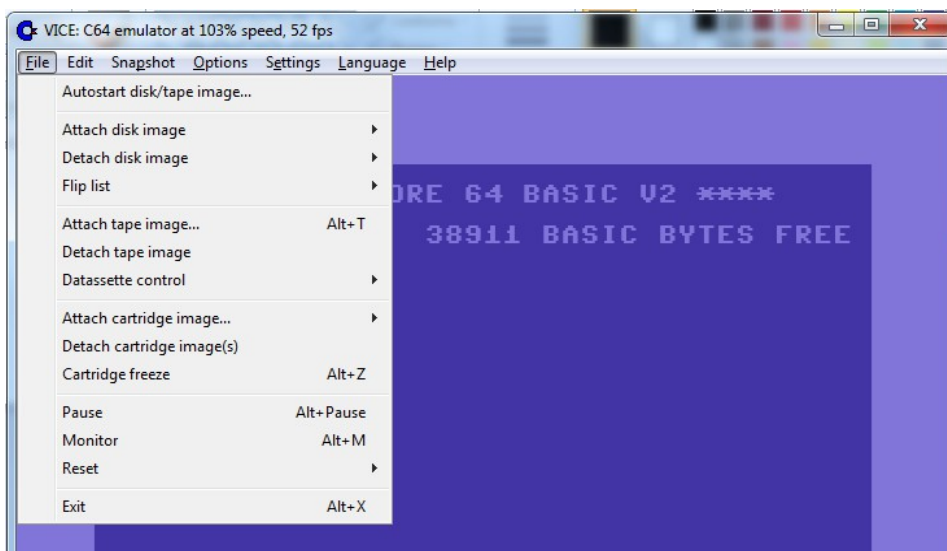 VICE: C64 emulator at 103% speed, 52 fps
File Edit Snapshot Options Settings Language Help
Autostart disk/tape image...
Attach disk image
Detach disk image
Flip list
Attach tape image... Alt+T
Detach tape image
Datassette control
Attach cartridge image...
Detach cartridge image(s)
Cartridge freeze Alt+Z
Pause Alt+Pause
Monitor Alt+M
Reset
Exit Alt+X
ORE 64 BASIC V2 ****
38911 BASIC BYTES FREE